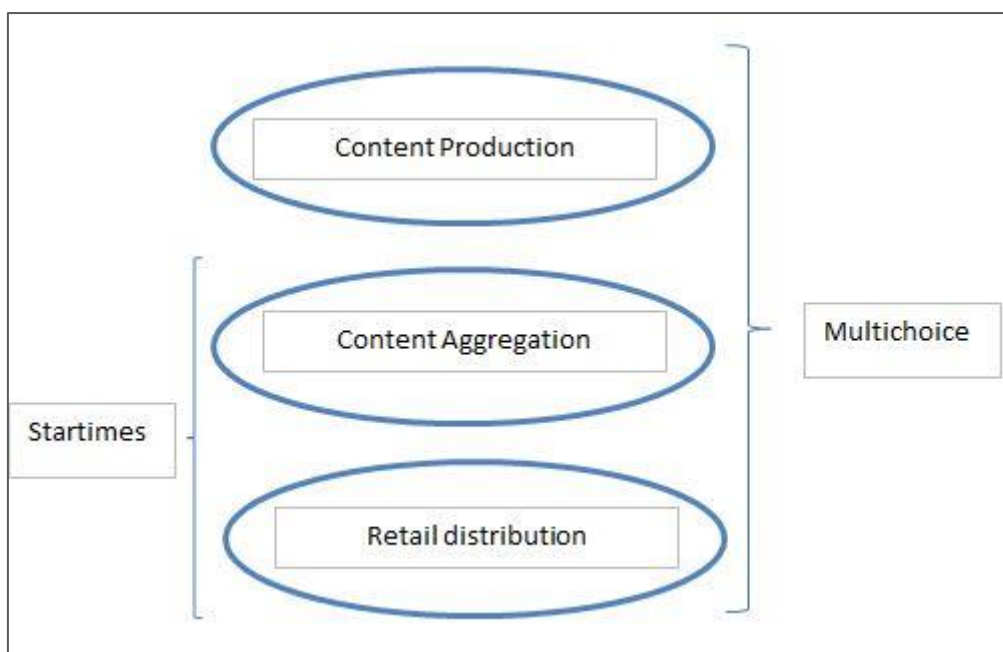 Content Production
Content Aggregation
Multichoice
Startimes
Retail distribution